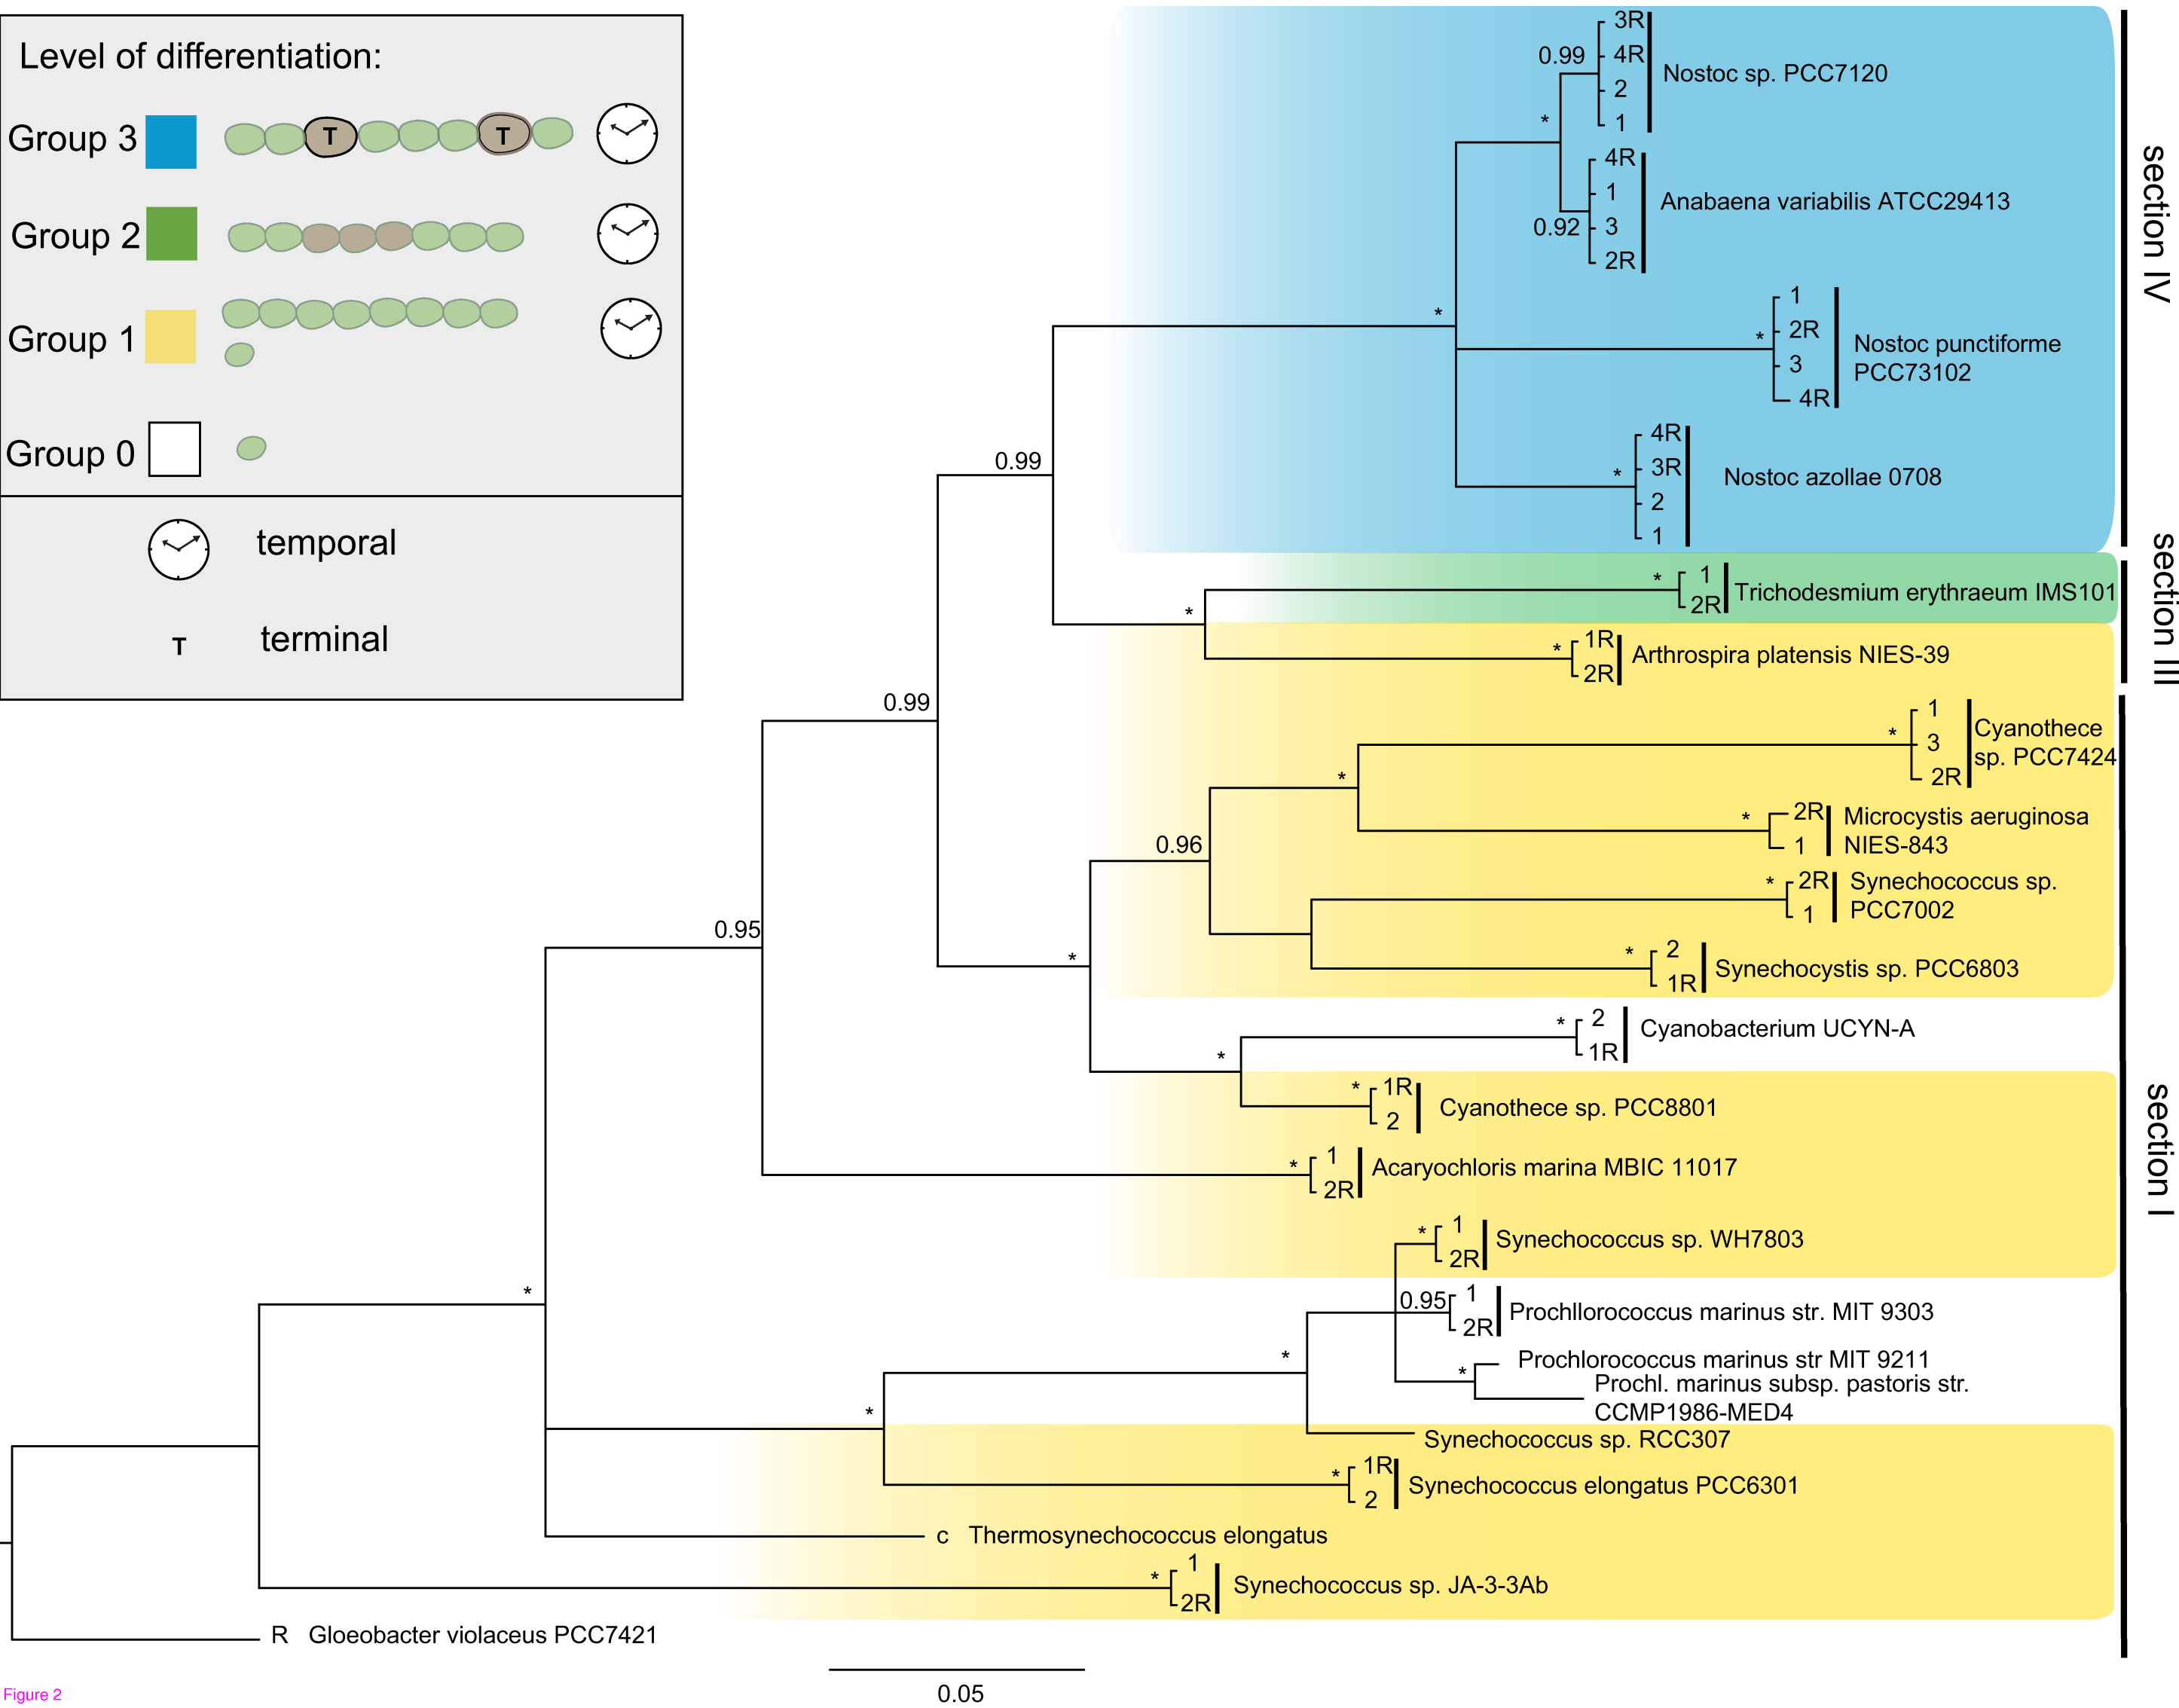 Level of differentiation:
Group 3
T
T
Group 2
Group 1
Group 0
temporal
T
terminal
3R
4R
2
1
0.99
Nostoc sp. PCC7120
*
4R
1
3
2R
0.92
Anabaena variabilis ATCC29413
*
1
2R
3
4R
*
Nostoc punctiforme
PCC73102
4R
3R
2
1
*
Nostoc azollae 0708
section IV
0.99
1
2R
*
Trichodesmium erythraeum IMS101
*
1R
2R
*
Arthrospira platensis NIES-39
section III
0.99
1
3
2R
*
Cyanothece
sp. PCC7424
*
2R
1
*
Microcystis aeruginosa
NIES-843
0.96
2R
1
*
Synechococcus sp.
PCC7002
2
1R
*
Synechocystis sp. PCC6803
0.95
*
2
1R
*
Cyanobacterium UCYN-A
*
1R
2
*
Cyanothece sp. PCC8801
1
2R
*
Acaryochloris marina MBIC 11017
section I
1
2R
*
Synechococcus sp. WH7803
*
0.95
1
2R
Prochllorococcus marinus str. MIT 9303
*
Prochlorococcus marinus str MIT 9211
*
Prochl. marinus subsp. pastoris str.
CCMP1986-MED4
*
Synechococcus sp. RCC307
1R
2
*
Synechococcus elongatus PCC6301
c Thermosynechococcus elongatus
1
2R
*
Synechococcus sp. JA-3-3Ab
R Gloeobacter violaceus PCC7421
0.05
Figure 2